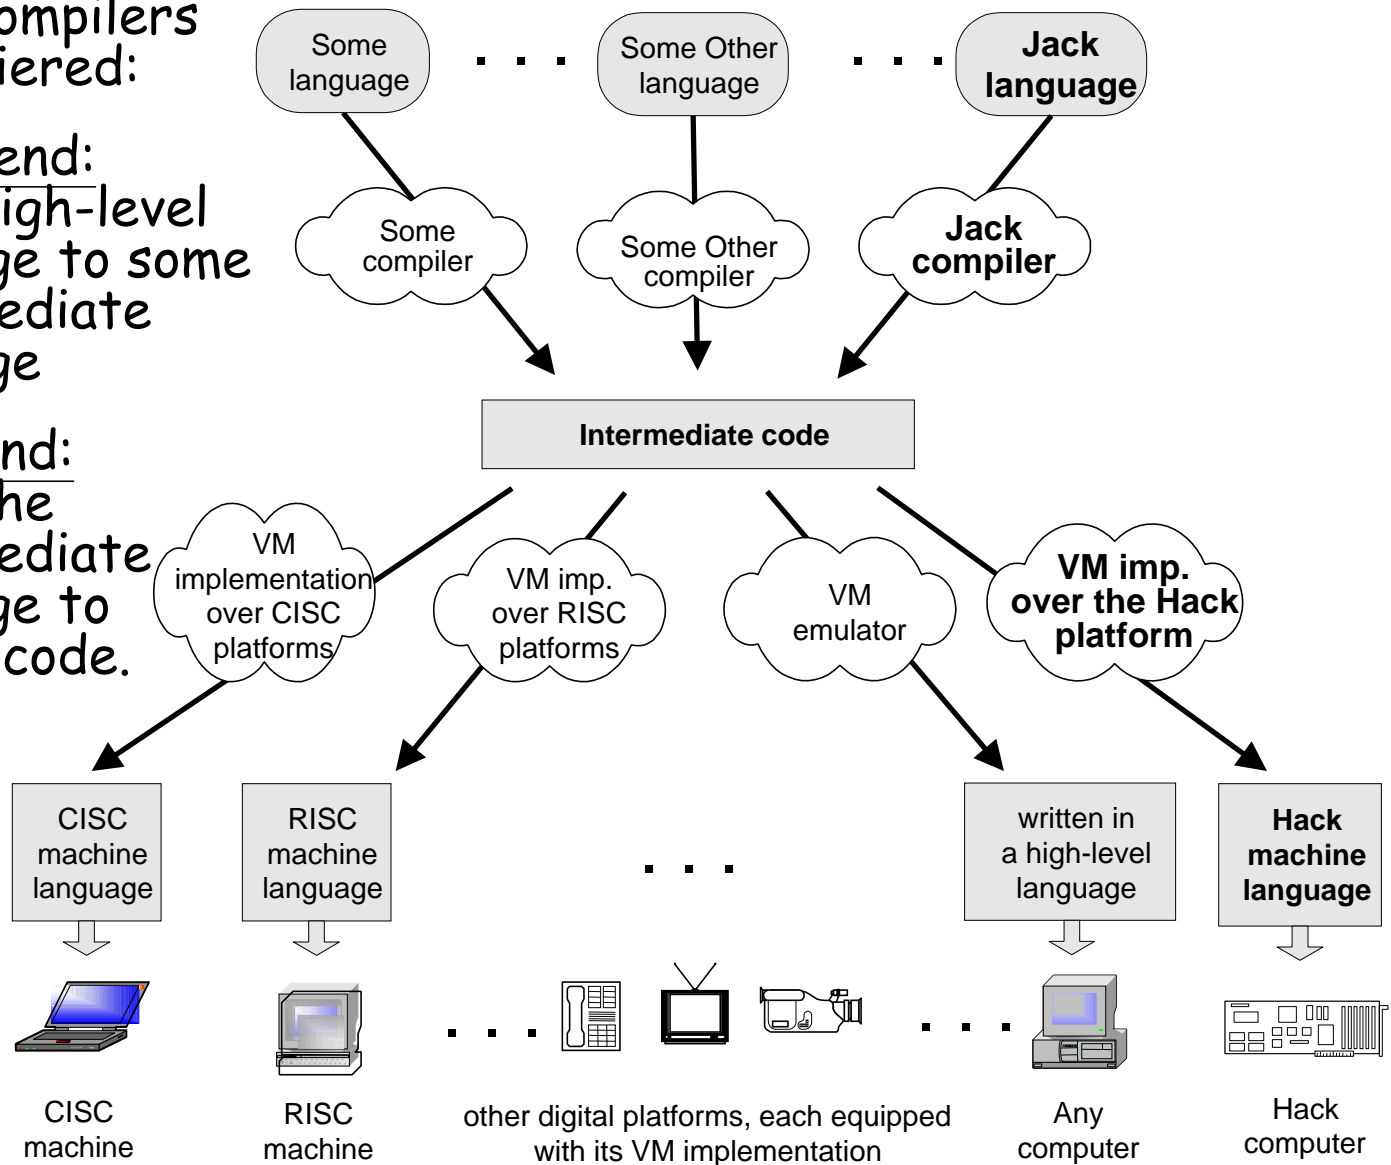 ompilers
iered:
end:
igh-level
ge to some
ediate
ge
nd:
he
ediate
ge to
code.
Some
language
Some Other
language
Jack
language
Some
compiler
Some Other
compiler
Jack
compiler
Intermediate code
VM
implementation
over CISC
platforms
VM imp.
over RISC
platforms
VM
emulator
VM imp.
over the Hack
platform
CISC
machine
language
RISC
machine
language
. . .
written in
a high-level
language
Hack
machine
language
CISC
machine
RISC
machine
other digital platforms, each equipped
with its VM implementation
Any
computer
Hack
computer